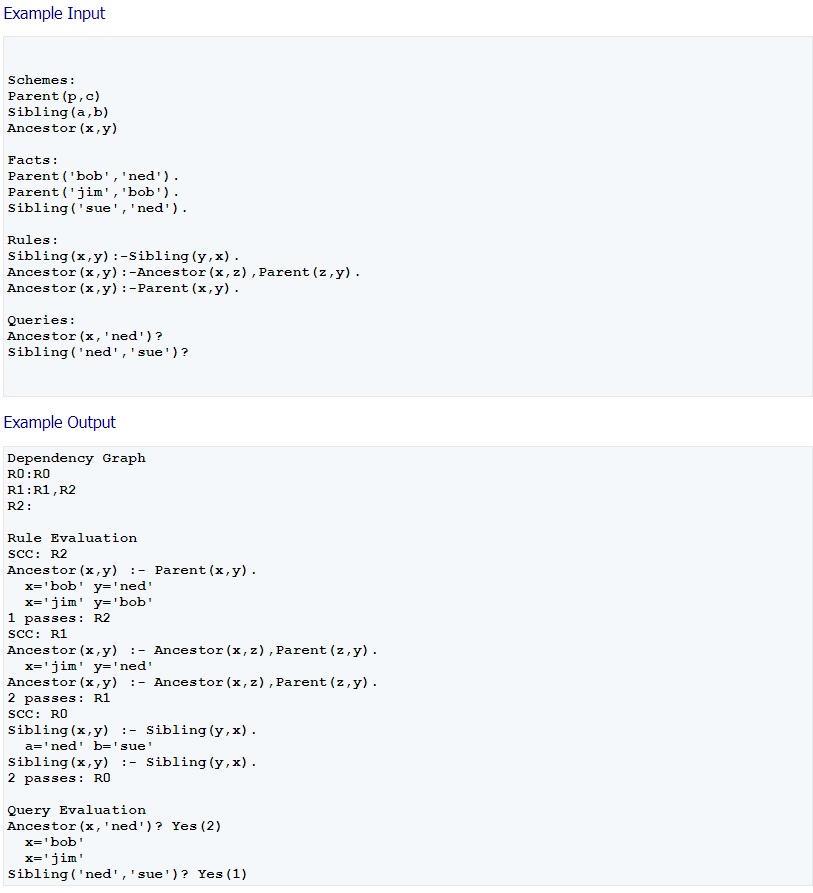 Example Input
Schemes:
Parent(p,c)
Sibling(a,b)
Ancestor(x,y)
Facts:
Parent('bob','ned').
Parent('jim','bob').
Sibling('sue','ned').
Rules:
Sibling(x,y):-Sibling(y,x).
Ancestor(x,y):-Ancestor(x,z),Parent(z,y).
Ancestor(x,y):-Parent(x,y).
Queries:
Ancestor(x,'ned')?
Sibling('ned','sue')?
Example Output
Dependency Graph
R0:R0
R1:R1,R2
R2:
Rule Evaluation
SCC: R2
Ancestor(x,y) :- Parent(x,y).
  x='bob' y='ned'
  x='jim' y='bob'
1 passes: R2
SCC: R1
Ancestor(x,y) :- Ancestor(x,z),Parent(z,y).
  x='jim' y='ned'
Ancestor(x,y) :- Ancestor(x,z),Parent(z,y).
2 passes: R1
SCC: R0
Sibling(x,y) :- Sibling(y,x).
  a='ned' b='sue'
Sibling(x,y) :- Sibling(y,x).
2 passes: R0
Query Evaluation
Ancestor(x,'ned')? Yes(2)
  x='bob'
  x='jim'
Sibling('ned','sue')? Yes(1)